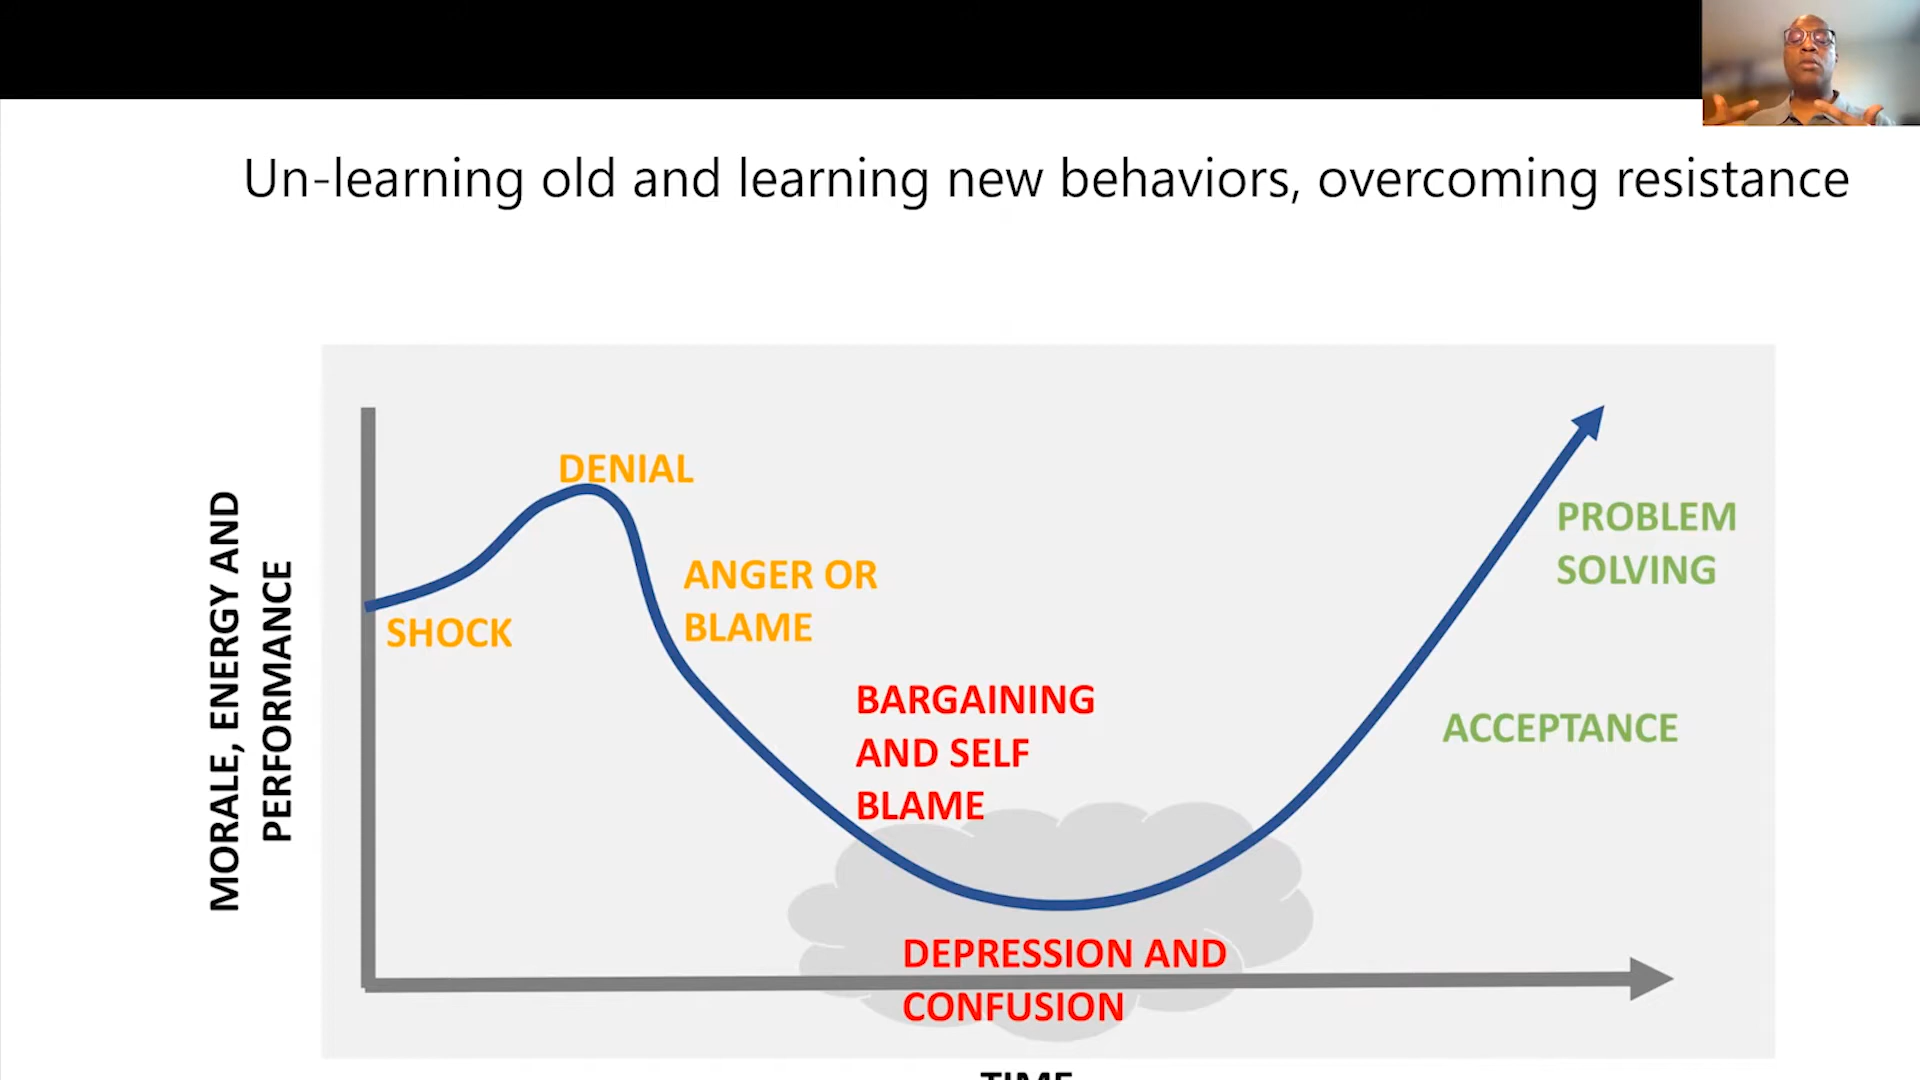 Un-learning old and learning new behaviors, overcoming resistance
MORALE, ENERGY AND
PERFORMANCE
DENIAL
SHOCK
ANGER OR
BLAME
BARGAINING
AND SELF
BLAME
DEPRESSION AND
CONFUSION
PROBLEM
SOLVING
ACCEPTANCE
TIME